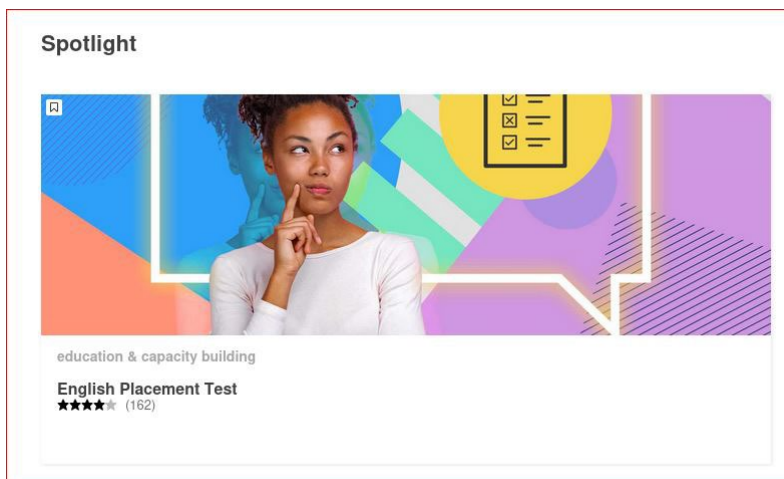 Spotlight
education & capacity building
English Placement Test
(162)